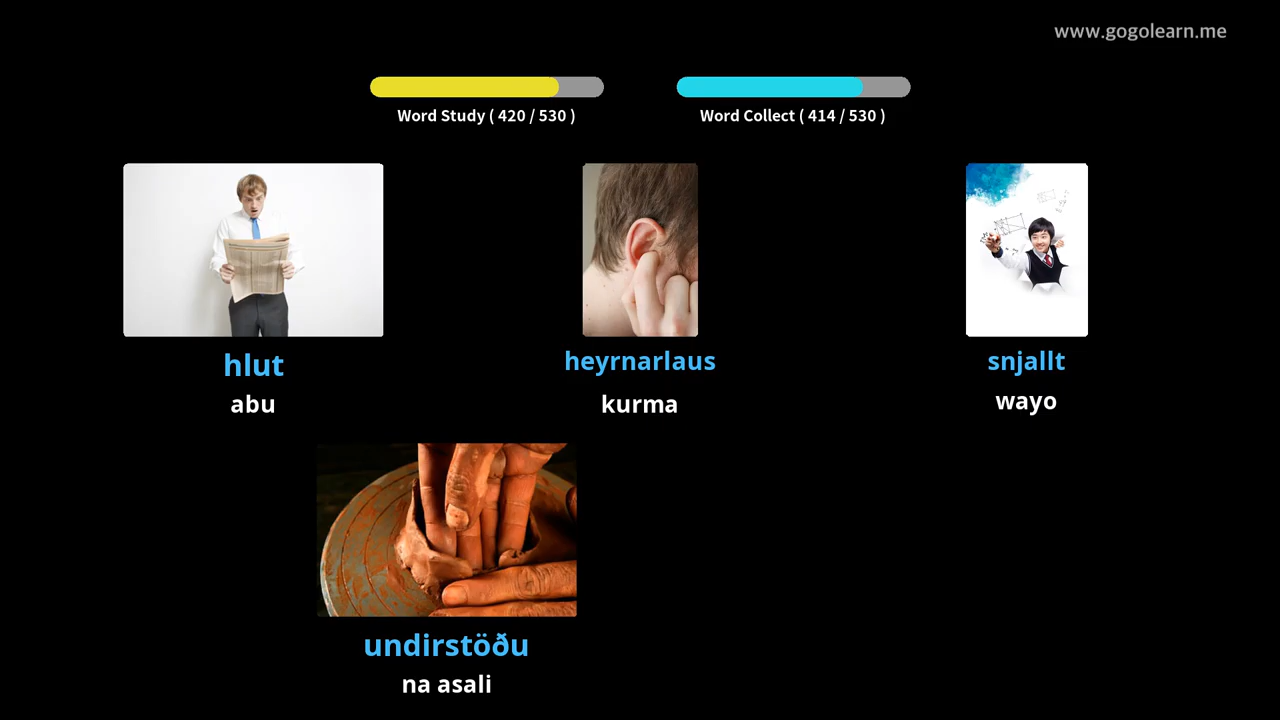 www.gogolearn.me
Word Study ( 420 / 530 )
Word Collect ( 414 / 530 )
hlut
abu
heyrnarlaus
kurma
snjallt
wayo
undirstöðu
na asali